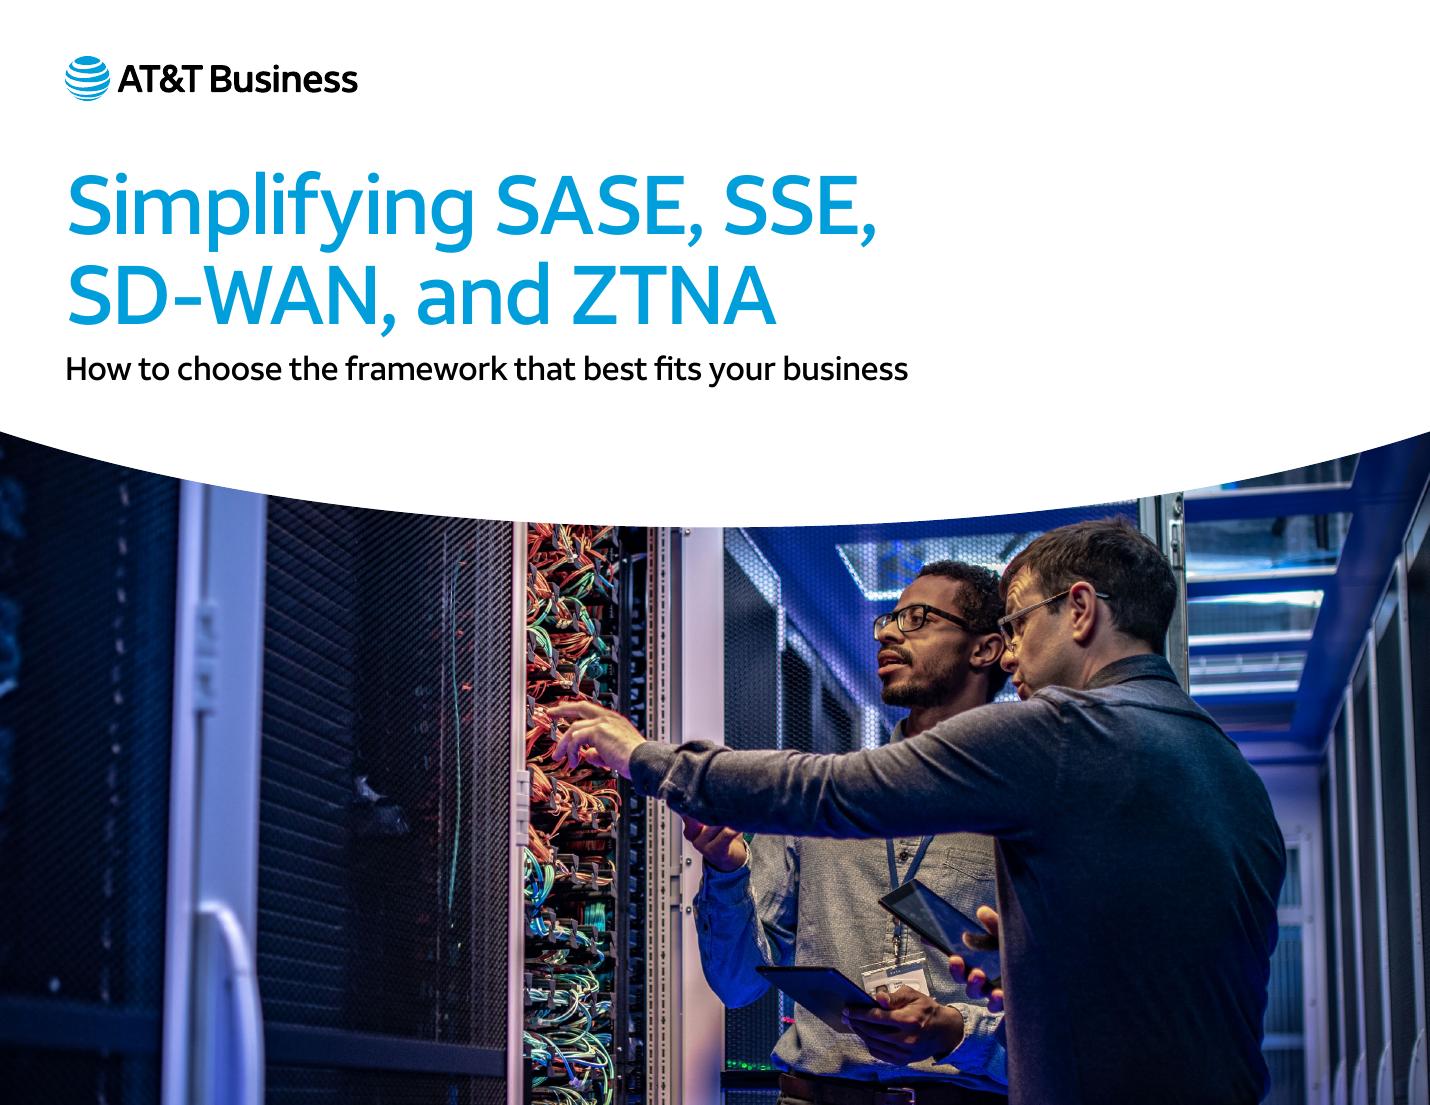 AT&T Business
Simplifying SASE, SSE,
SD-WAN, and ZTNA
How to choose the framework that best fits your business